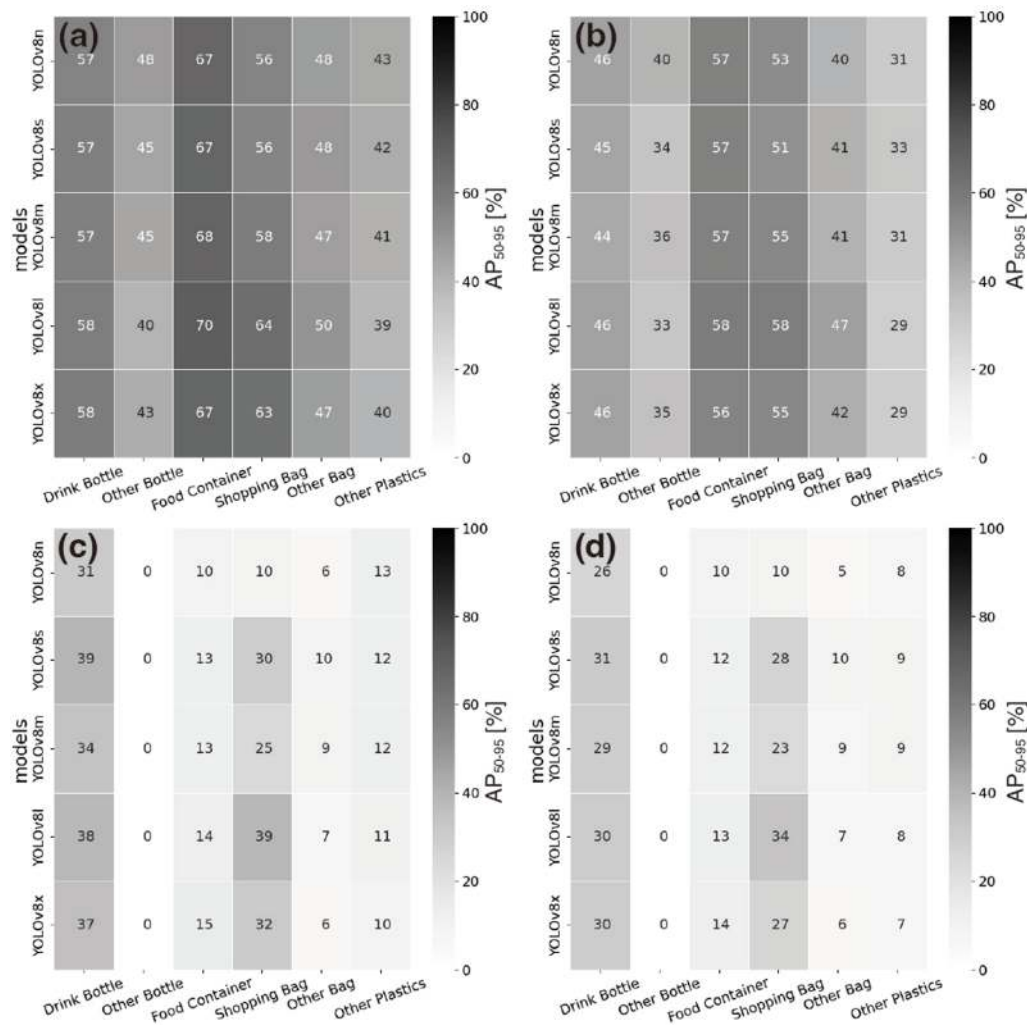 (a)
models
YOLOv8n 57 48 67 56 48 43
YOLOv8s 57 45 67 56 48 42
YOLOv8m 57 45 68 58 47 41
YOLOv8l 58 40 70 64 50 39
YOLOv8x 58 43 67 63 47 40
Drink Bottle Other Bottle Food Container Shopping Bag Other Bag Other Plastics
100
80
60
40
20
0
AP50-95 [%]
(b)
models
YOLOv8n 46 40 57 53 40 31
YOLOv8s 45 34 57 51 41 33
YOLOv8m 44 36 57 55 41 31
YOLOv8l 46 33 58 58 47 29
YOLOv8x 46 35 56 55 42 29
Drink Bottle Other Bottle Food Container Shopping Bag Other Bag Other Plastics
100
80
60
40
20
0
AP50-95 [%]
(c)
models
YOLOv8n 31 0 10 10 6 13
YOLOv8s 39 0 13 30 10 12
YOLOv8m 34 0 13 25 9 12
YOLOv8l 38 0 14 39 7 11
YOLOv8x 37 0 15 32 6 10
Drink Bottle Other Bottle Food Container Shopping Bag Other Bag Other Plastics
100
80
60
40
20
0
AP50-95 [%]
(d)
models
YOLOv8n 26 0 10 10 5 8
YOLOv8s 31 0 12 28 10 9
YOLOv8m 29 0 12 23 9 9
YOLOv8l 30 0 13 34 7 8
YOLOv8x 30 0 14 27 6 7
Drink Bottle Other Bottle Food Container Shopping Bag Other Bag Other Plastics
100
80
60
40
20
0
AP50-95 [%]